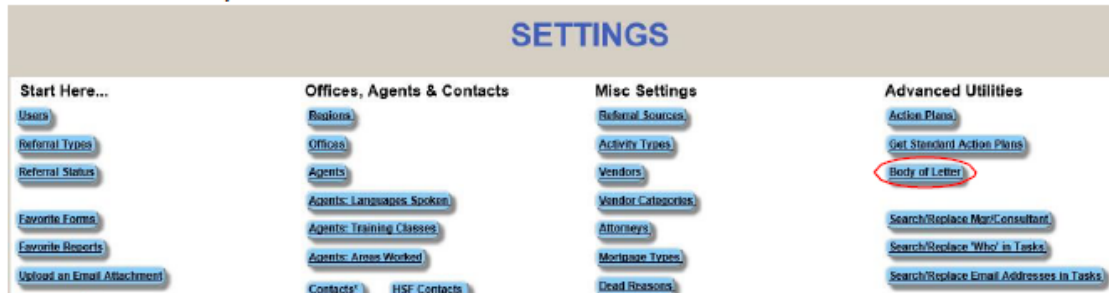 SETTINGS
Start Here...
Users
Referral Types
Referral Status
Favorite Forms
Favorite Reports
Upload an Email Attachment
Offices, Agents & Contacts
Regions
Offices
Agents
Agents: Languages Spoken
Agents: Training Classes
Agents: Areas Worked
Contacts' HSF Contacts
Misc Settings
Referral Sources
Activity Types
Vendors
Vendor Categories
Attorneys
Mortgage Types
Dead Reasons
Advanced Utilities
Action Plans
Get Standard Action Plans
Body of Letter
Search/Replace Mgr/Consultant
Search/Replace 'Who' in Tasks
Search/Replace Email Addresses in Tasks